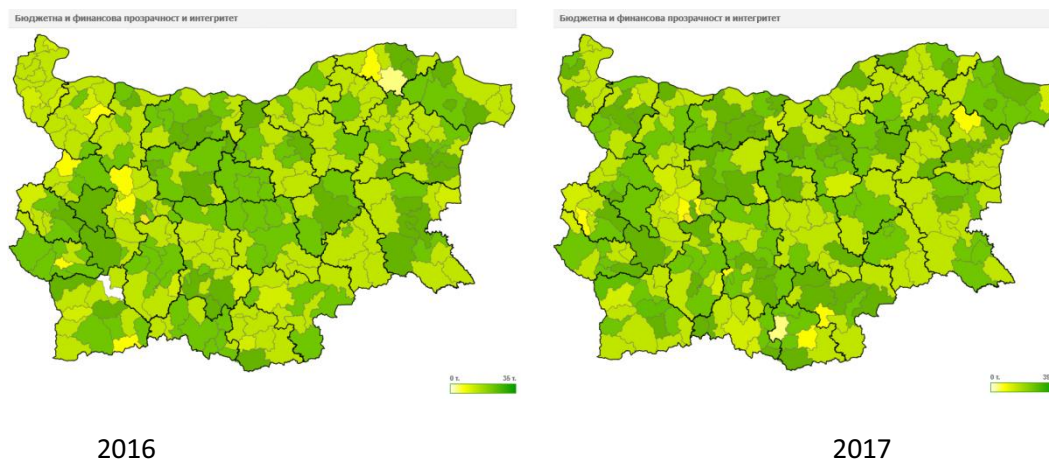 Бюджетна и финансова прозрачност и интегритет
Бюджетна и финансова прозрачност и интегритет
0 т. 36 т.
0 т.
2016 2017